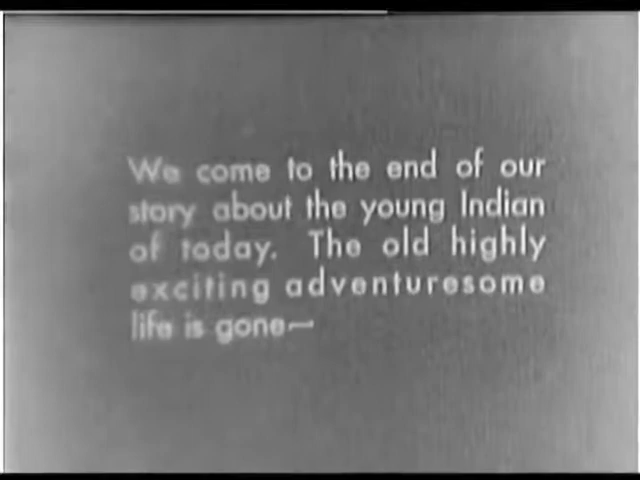 We come to the end of our
story about the young Indian
of today. The old highly
exciting adventuresome
life is gone—